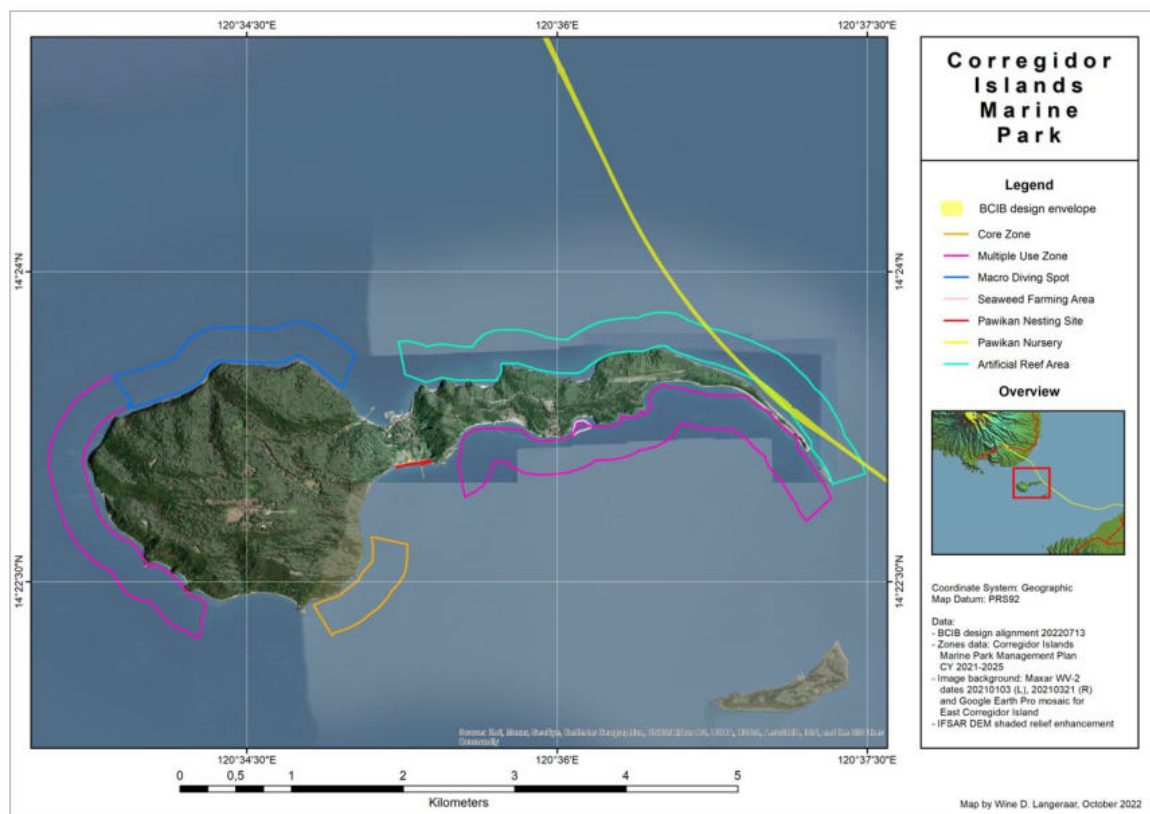 120°34'30"E
120°36'E
120°37'30"E
14°24'N
14°24'N
14°22'30"N
14°22'30"N
120°34'30"E
120°36'E
120°37'30"E
0
0,5
1
2
3
4
5
Kilometers
Corregidor
Islands
Marine
Park
Legend
BCIB design envelope
Core Zone
Multiple Use Zone
Macro Diving Spot
Seaweed Farming Area
Pawikan Nesting Site
Pawikan Nursery
Artificial Reef Area
Overview
Coordinate System: Geographic
Map Datum: PRS92
Data:
- BCIB design alignment 20220713
- Zones data: Corregidor Islands
Marine Park Management Plan
CY 2021-2025
- Image background: Maxar WV-2
dates 20210103 (L), 20210321 (R)
and Google Earth Pro mosaic for
East Corregidor Island
- IFSAR DEM shaded relief enhancement
Map by Wine D. Langeraar, October 2022